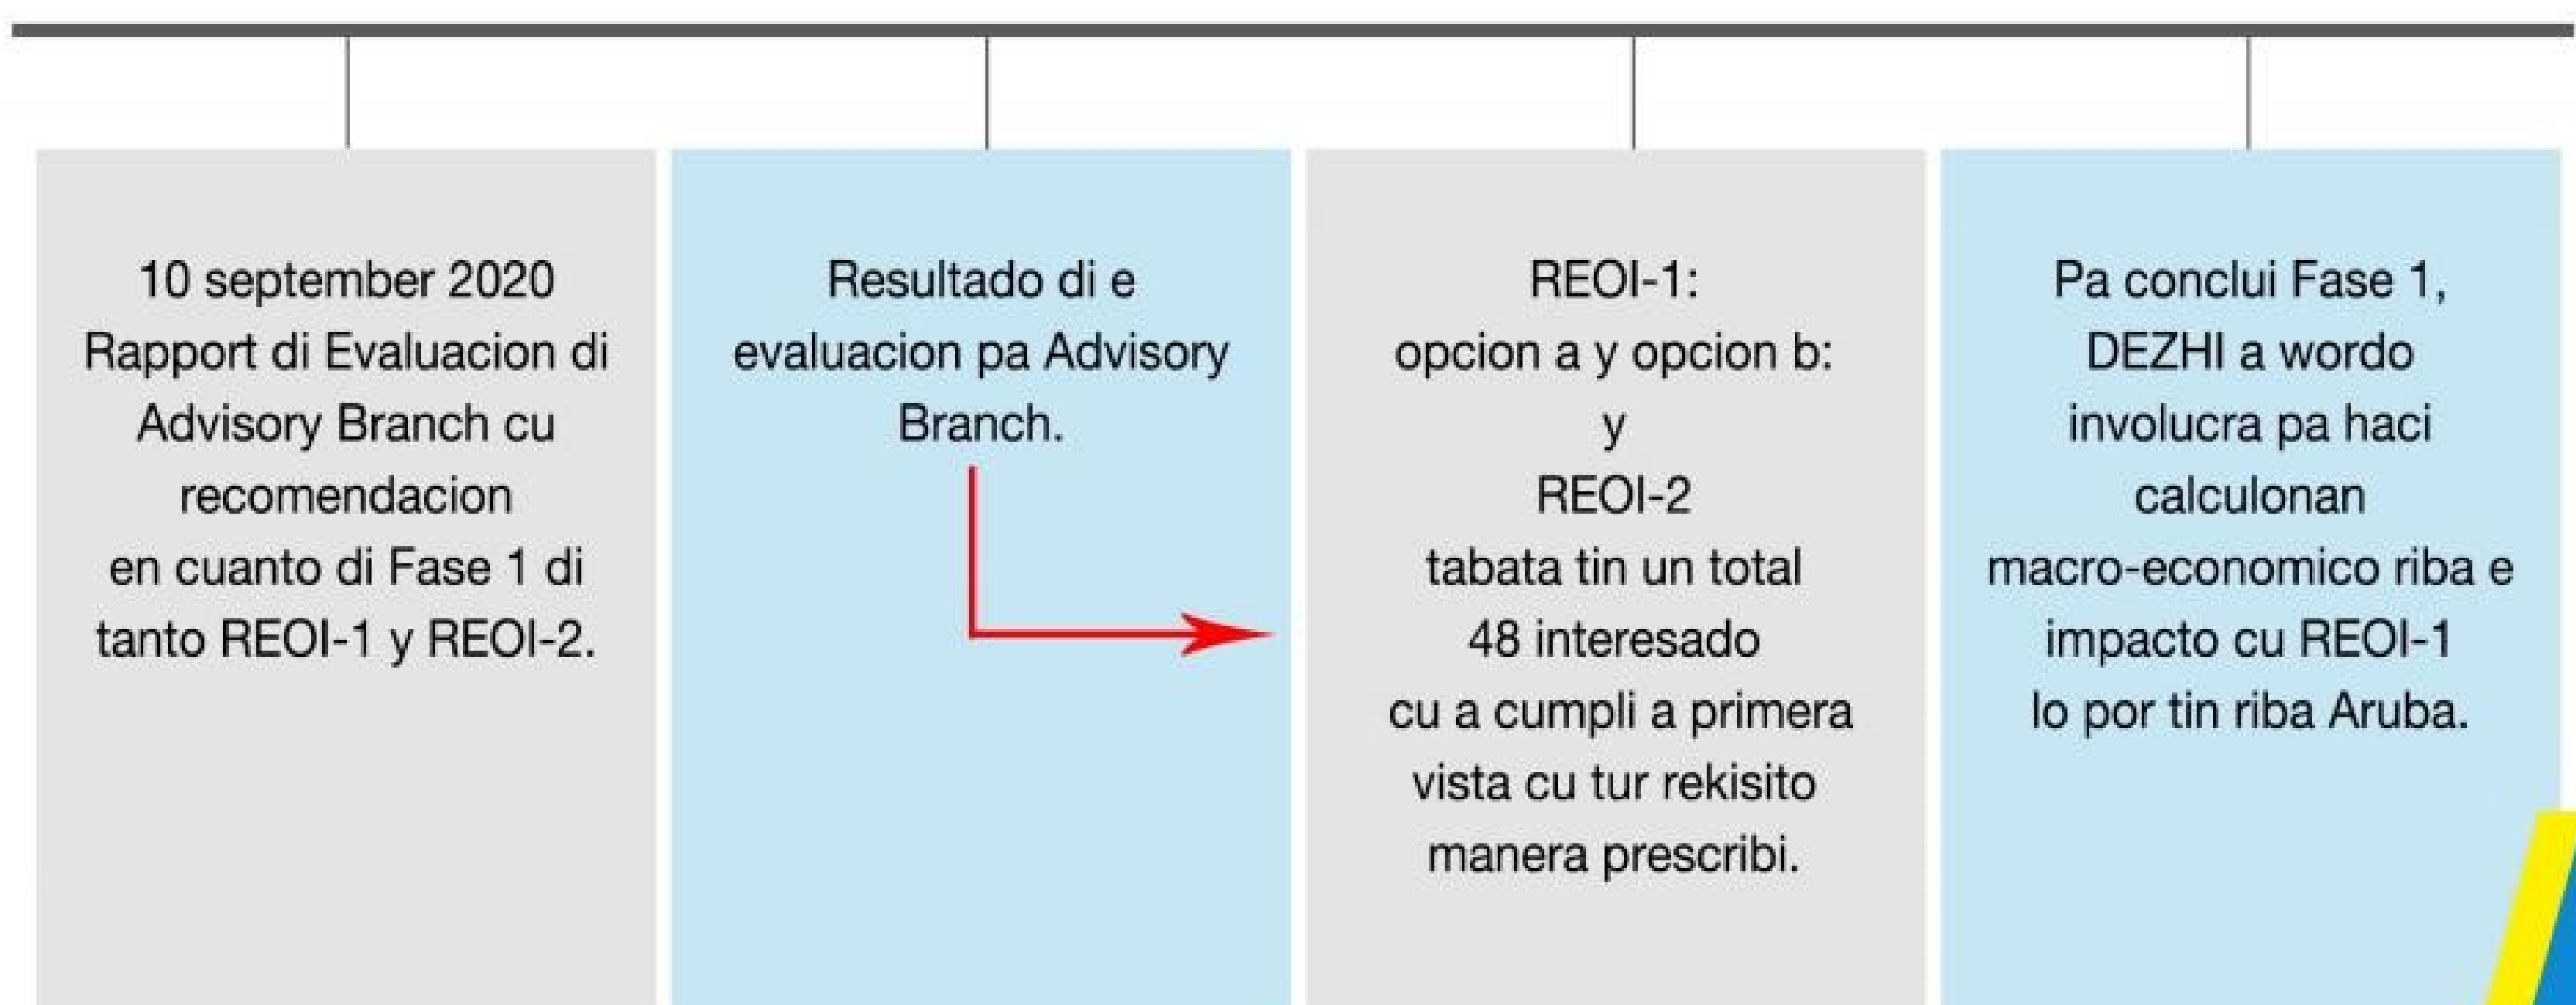 10 september 2020
Rapport di Evaluacion di
Advisory Branch cu
recomendacion
en cuanto di Fase 1 di
tanto REOI-1 y REOI-2.
Resultado di e
evaluacion pa Advisory
Branch.
REOI-1:
opcion a y opcion b:
y
REOI-2
tabata tin un total
48 interesado
cu a cumpli a primera
vista cu tur rekisito
manera prescribi.
Pa conclui Fase 1,
DEZHI a wordo
involucra pa haci
calculonan
macro-economico riba e
impacto cu REOI-1
lo por tin riba Aruba.